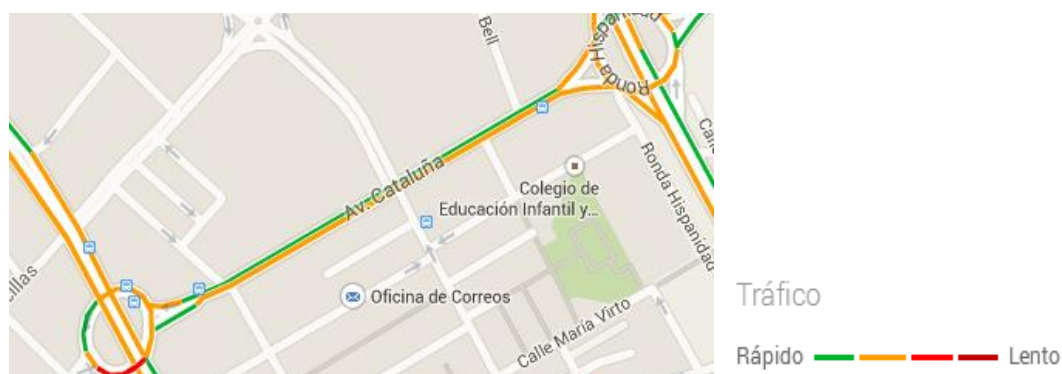 Hispanidad
Ronda Hispanidad
Bell
Av. Cataluña
Colegio de
Educación Infantil y...
Ronda Hispanidad
Oficina de Correos
Calle María Virto
Tráfico
Rápido
Lento